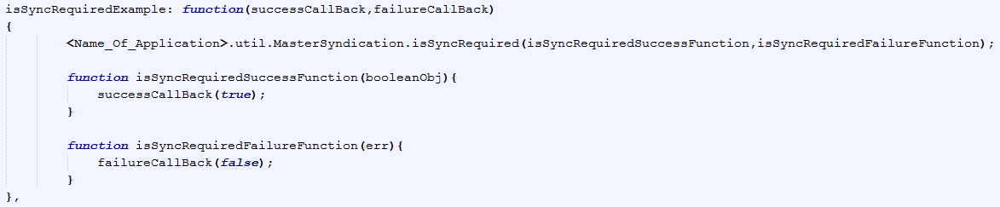 isSyncRequiredExample: function(successCallBack,failureCallBack)
{
<Name_Of_Application>.util.MasterSyndication.isSyncRequired(isSyncRequiredSuccessFunction,isSyncRequiredFailureFunction);
function isSyncRequiredSuccessFunction(booleanObj){
successCallBack(true);
}
function isSyncRequiredFailureFunction(err){
failureCallBack(false);
}
},